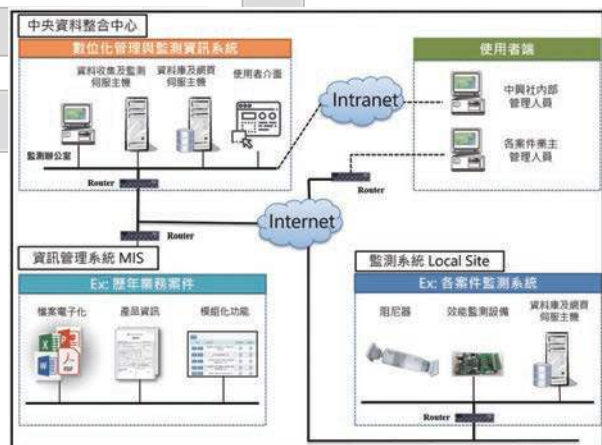 中央資料整合中心
數位化管理與監測資訊系統
資料收集及監測
伺服主機
資料庫及網頁
伺服主機
使用者介面
監測辦公室
Router
Intranet
使用者端
中興社內部
管理人員
各案件業主
管理人員
Router
Internet
Router
資訊管理系統 MIS
Ex: 歷年業務案件
檔案電子化
產品資訊
模組化功能
X
P
W
PDF
監測系統 Local Site
Ex: 各案件監測系統
阻尼器
效能監測設備
資料庫及網頁
伺服主機
Router